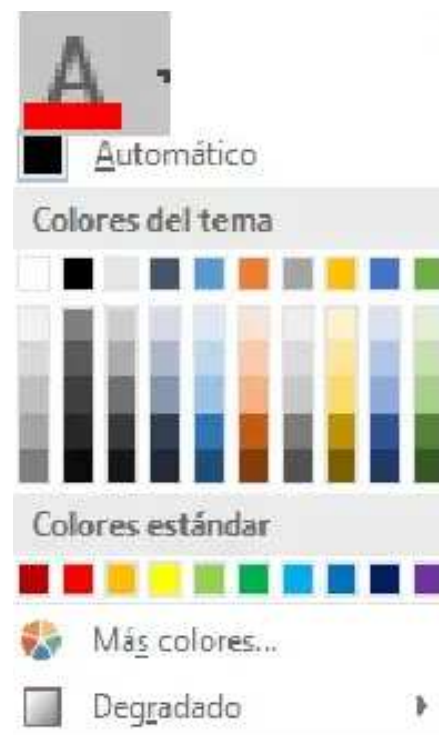 A
Automático
Colores del tema
Colores estándar
Más colores...
Degradado